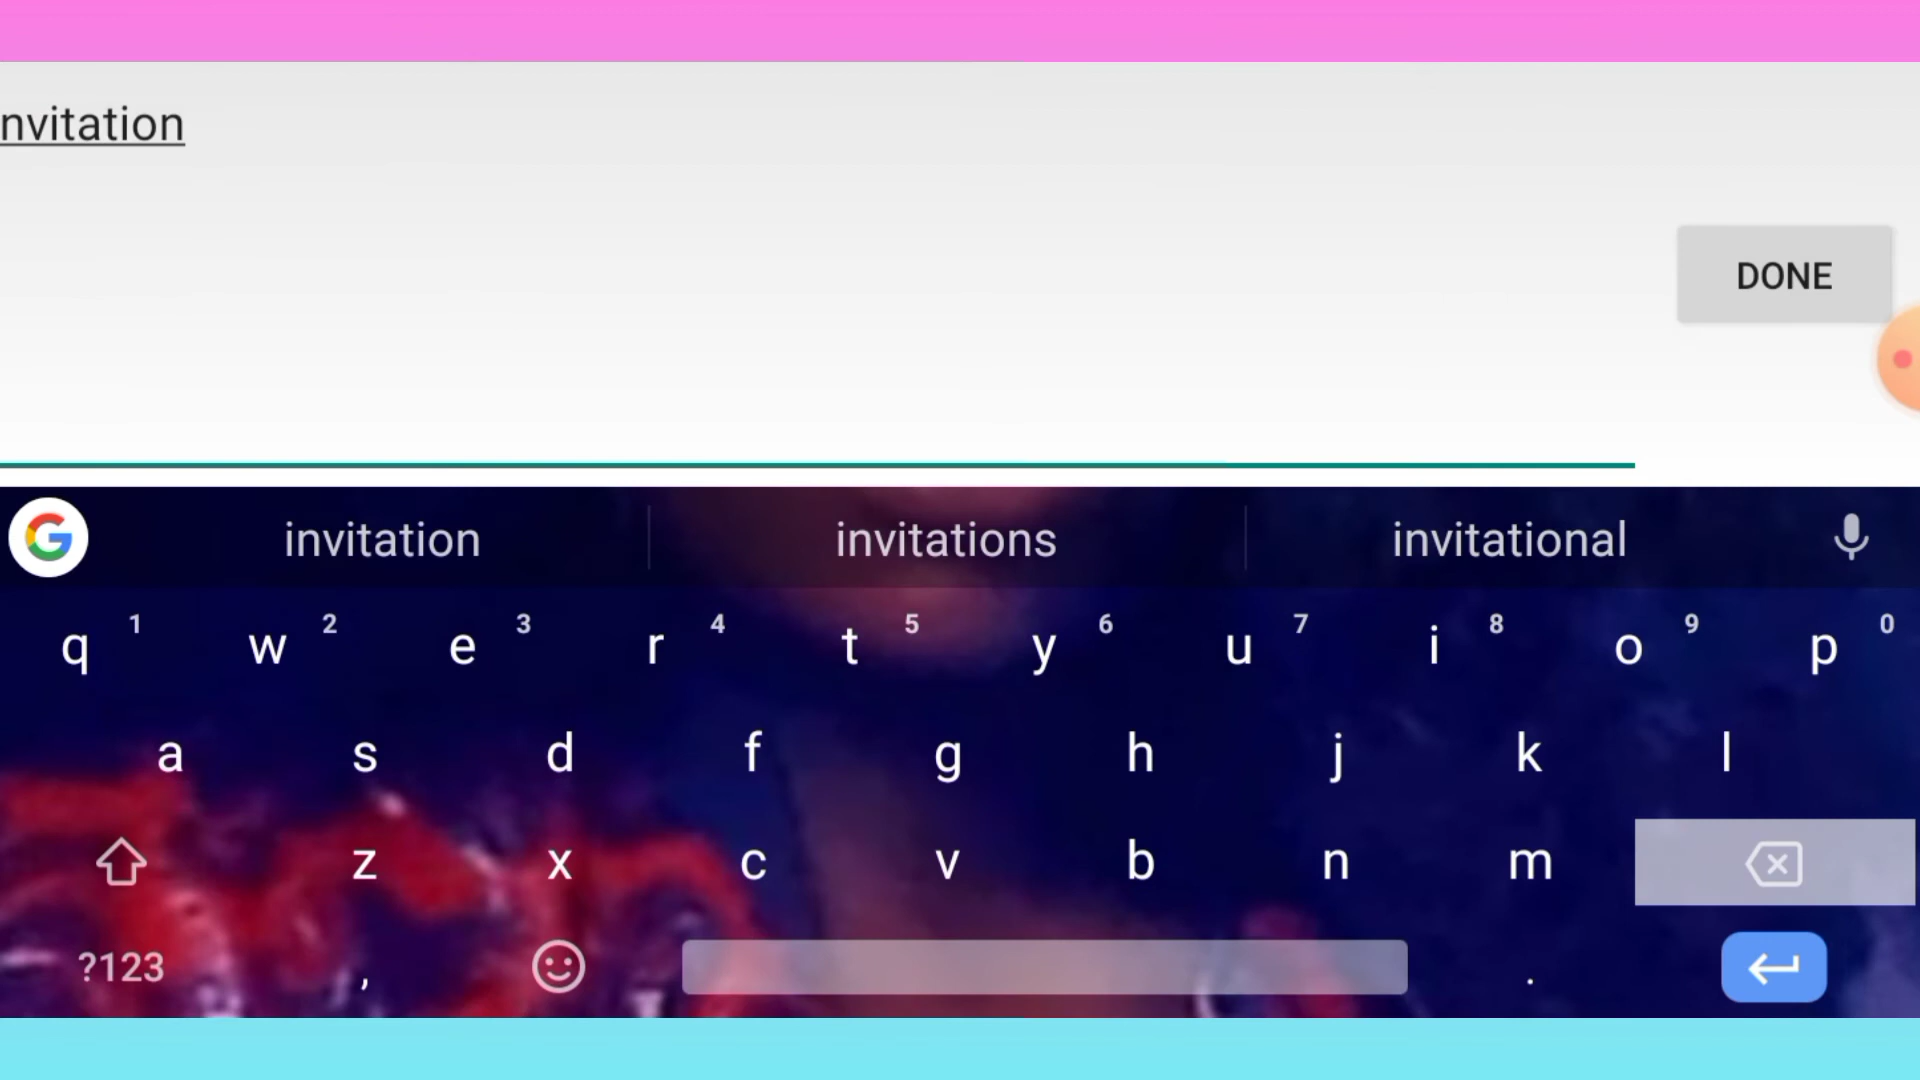 nvitation
DONE
invitation invitations invitational
q 1 w 2 e 3 r 4 t 5 y 6 u 7 i 8 o 9 p 0
a s d f g h j k l
z x c v b n m
?123 , .